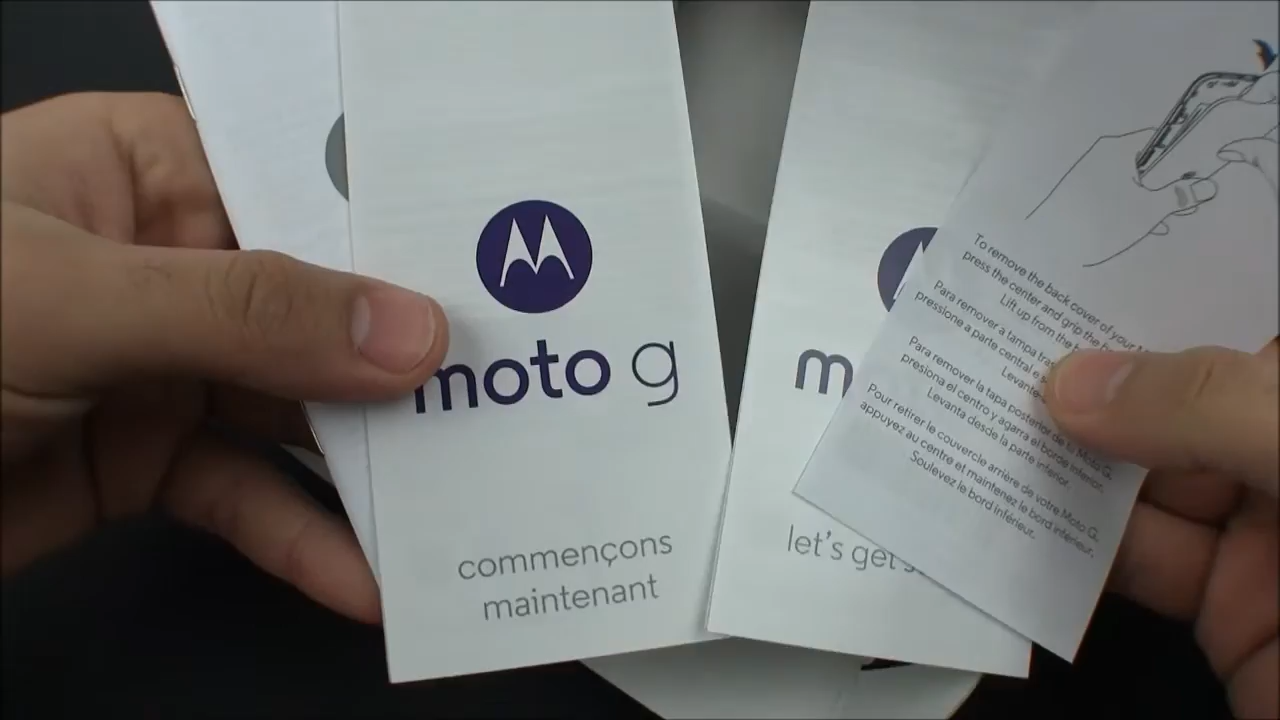 moto g
commençons
maintenant
m
let's get
To remove the back cover of your
press the center and grip the
Lift up from the
Para remover a tampa
pressione a parte central e
Para remover la tapa posterior de la Moto G,
presiona el centro y agarra el borde inferior.
Levanta desde la parte inferior.
Pour retirer le couvercle arrière de votre Moto G,
appuyez au centre et maintenez le bord inférieur.
Soulevez le bord inférieur.